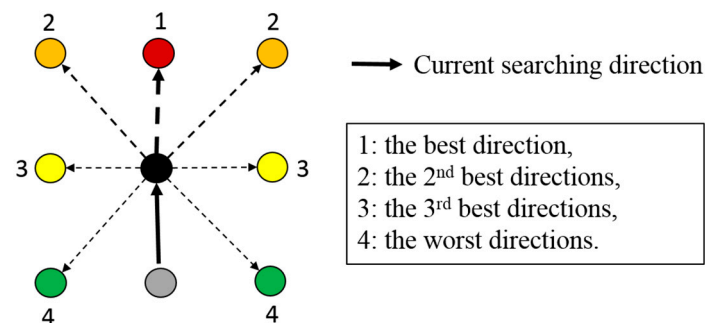 2 1 2
Current searching direction
1: the best direction,
2: the 2nd best directions,
3: the 3rd best directions,
4: the worst directions.
3 3
4 4